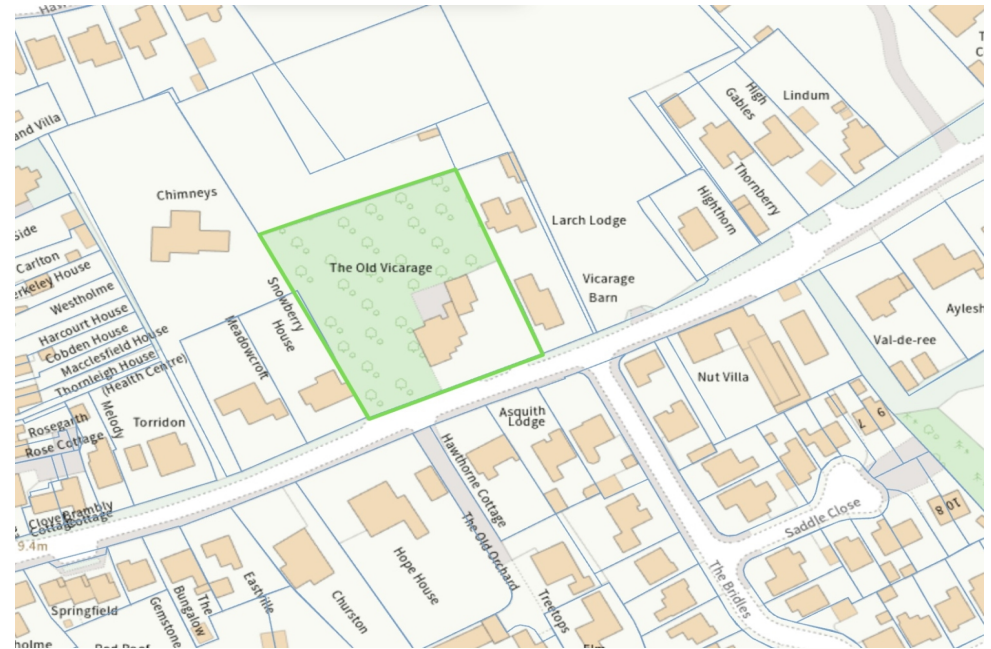 and Villa
High
Gables
Lindum
Chimneys
Thornberry
Highthorn
Side
Larch Lodge
Carlton
The Old Vicarage
erkeley House
Westholme
Snowberry
House
Vicarage
Barn
Harcourt House
Cobden House
Macclesfield House
Thornleigh House
(Health Centre)
Meadowcroft
Aylesh
Val-de-ree
Nut Villa
Melody
Rosegarth
Rose Cottage
Torridon
Asquith
Lodge
9
7
Hawthorne Cottage
Brambly
Cottage
9.4m
10
8
Saddle Close
The Old Orchard
Hope House
The Bridles
Springfield
Gemstone
The
Bungalow
Eastville
Churston
Treetops
holme
Elm